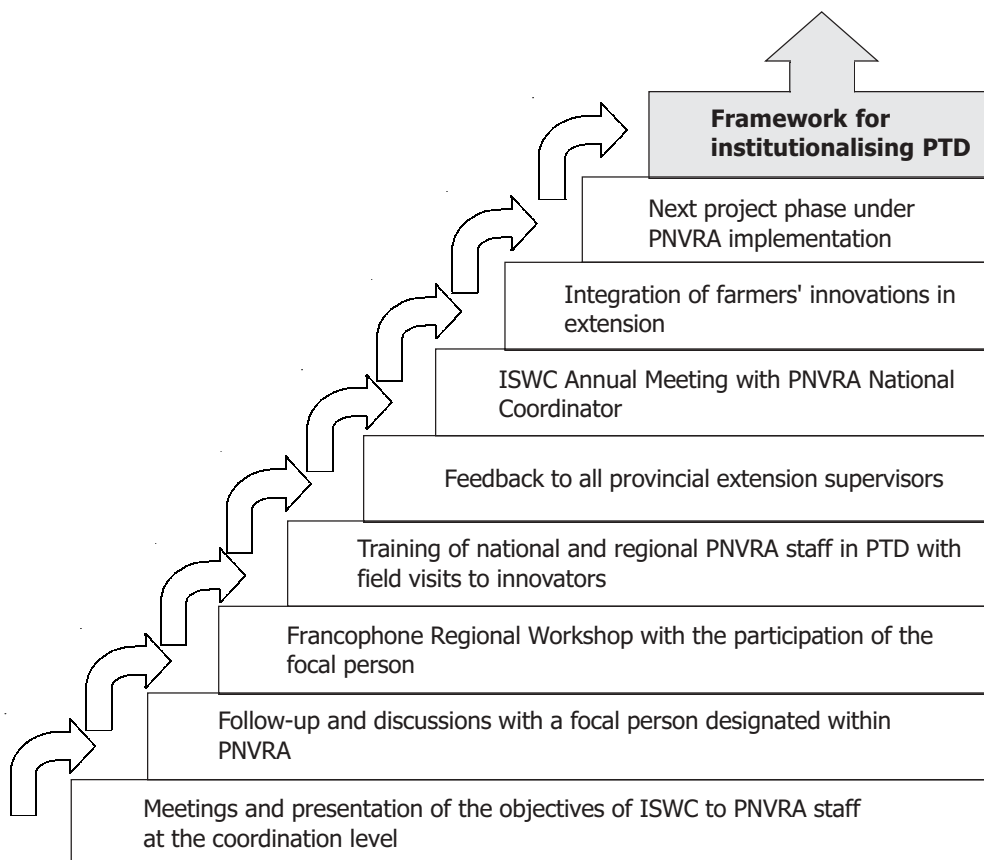 Framework for
institutionalising PTD
Next project phase under
PNVRA implementation
Integration of farmers' innovations in
extension
ISWC Annual Meeting with PNVRA National
Coordinator
Feedback to all provincial extension supervisors
Training of national and regional PNVRA staff in PTD with
field visits to innovators
Francophone Regional Workshop with the participation of the
focal person
Follow-up and discussions with a focal person designated within
PNVRA
Meetings and presentation of the objectives of ISWC to PNVRA staff
at the coordination level